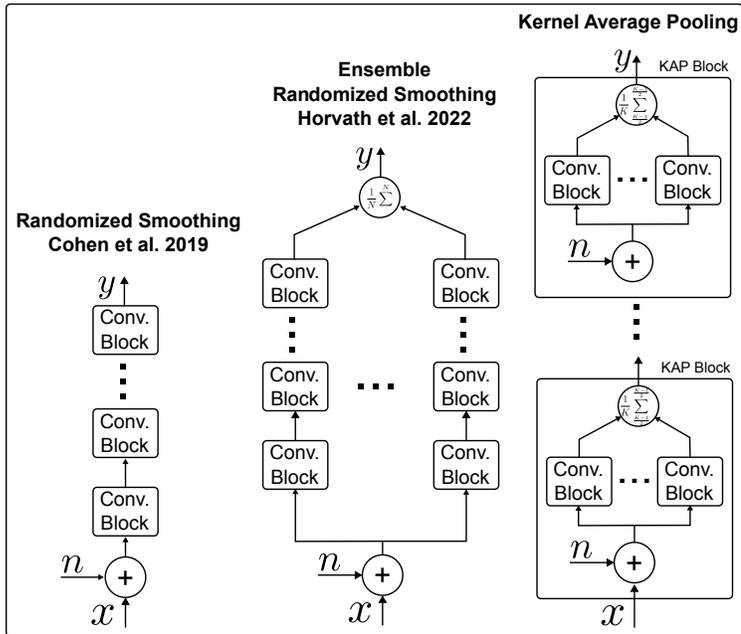 Randomized Smoothing
Cohen et al. 2019
y
Conv.
Block
Conv.
Block
Conv.
Block
n
+
x
Ensemble
Randomized Smoothing
Horvath et al. 2022
y
1/N ∑ N
Conv.
Block
Conv.
Block
Conv.
Block
Conv.
Block
Conv.
Block
Conv.
Block
n
+
x
Kernel Average Pooling
y
KAP Block
Conv.
Block
Conv.
Block
n
+
KAP Block
Conv.
Block
Conv.
Block
n
+
x